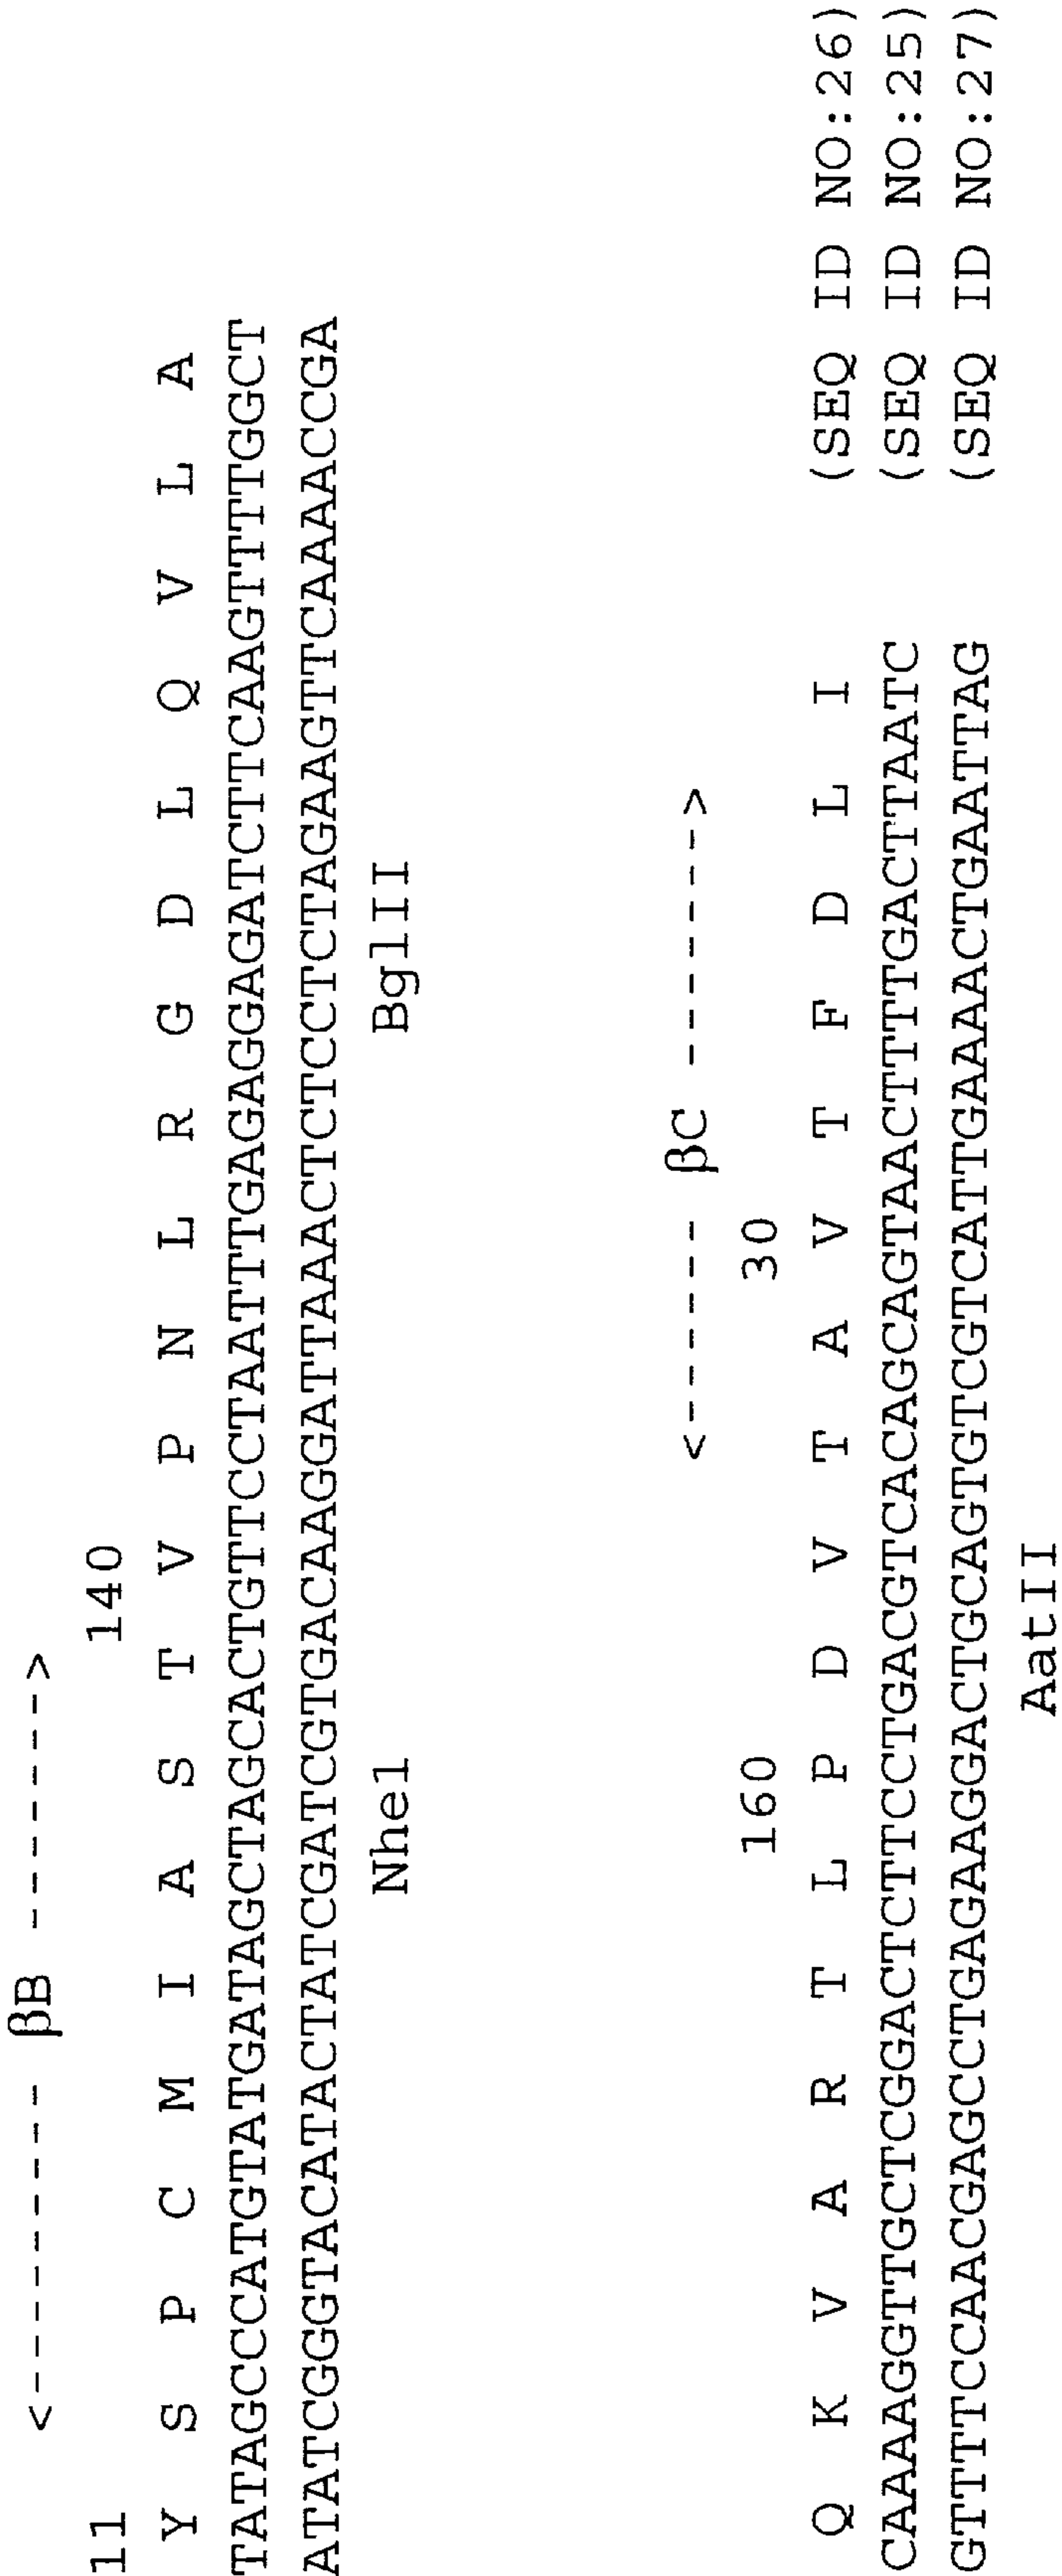 <--------- βB -------->
11 140
Y S P C M I A S T V P N L R G D L Q V L A
TATAGCCCATGTATGATAGCTAGCACTGTTCCTAATTTGAGAGGAGATCTTCAAGTTTTGGCT
ATATCGGGTACATACTATCGATCGTGACAAGGATTAAACTCTCCTCTAGAAGTTCAAAACCGA
Nhe1 BglII
<------ βC ------->
160 30
Q K V A R T L P D V T A V T F D L I (SEQ ID NO:26)
CAAAAGGTTGCTCGGACTCTTCCTGACGTCACAGCAGTAACTTTTGACTTAATC (SEQ ID NO:25)
GTTTTCCAACGAGCCTGAGAAGGACTGCAGTGTCGTCATTGAAAACTGAATTAG (SEQ ID NO:27)
AatII